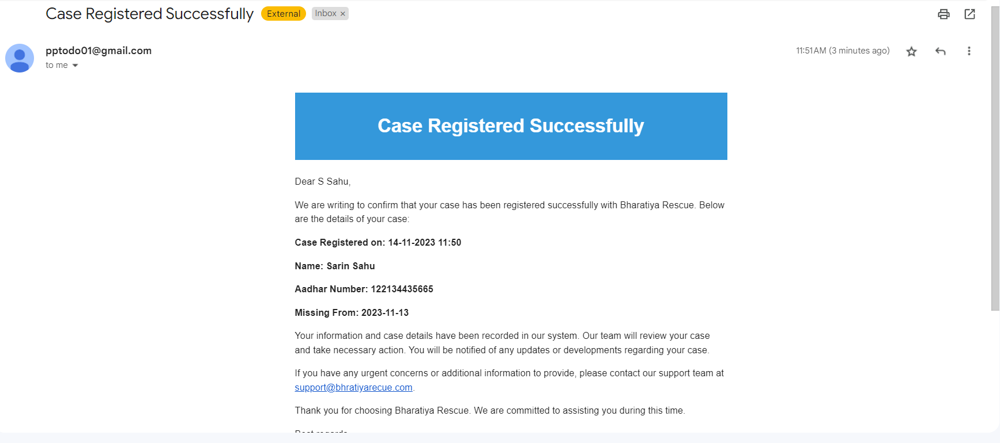 Case Registered Successfully External Inbox ×
pptodo01@gmail.com 11:51 AM (3 minutes ago)
to me
Case Registered Successfully
Dear S Sahu,
We are writing to confirm that your case has been registered successfully with Bharatiya Rescue. Below
are the details of your case:
Case Registered on: 14-11-2023 11:50
Name: Sarin Sahu
Aadhar Number: 122134435665
Missing From: 2023-11-13
Your information and case details have been recorded in our system. Our team will review your case
and take necessary action. You will be notified of any updates or developments regarding your case.
If you have any urgent concerns or additional information to provide, please contact our support team at
support@bhratiyarecue.com.
Thank you for choosing Bharatiya Rescue. We are committed to assisting you during this time.
Best regards